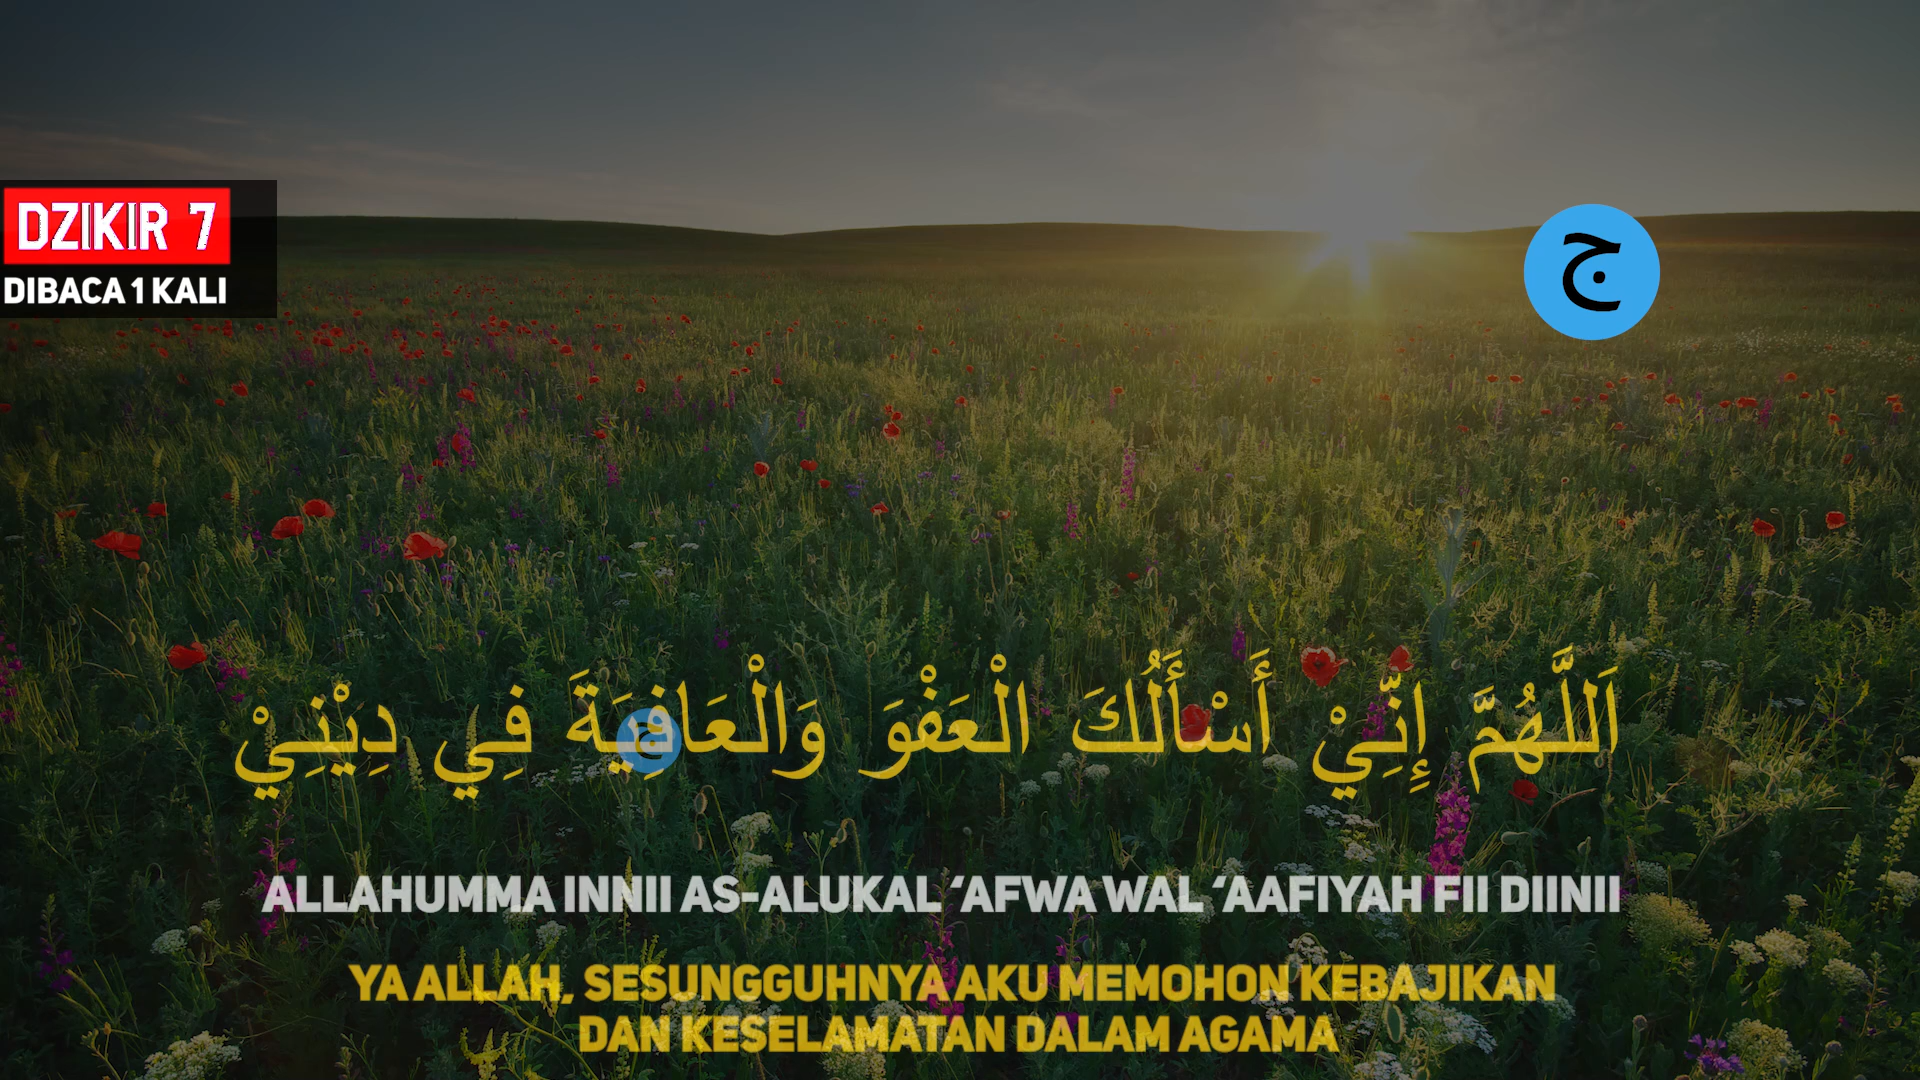 DZIKIR 7
DIBACA 1 KALI
ج
اَللَّهُمَّ إِنِّيْ أَسْأَلُكَ الْعَفْوَ وَالْعَافِيَةَ فِي دِيْنِيْ
ج
ALLAHUMMA INNII AS-ALUKAL ‘AFWA WAL ‘AAFIYAH FII DIINII
YA ALLAH, SESUNGGUHNYA AKU MEMOHON KEBAJIKAN
DAN KESELAMATAN DALAM AGAMA